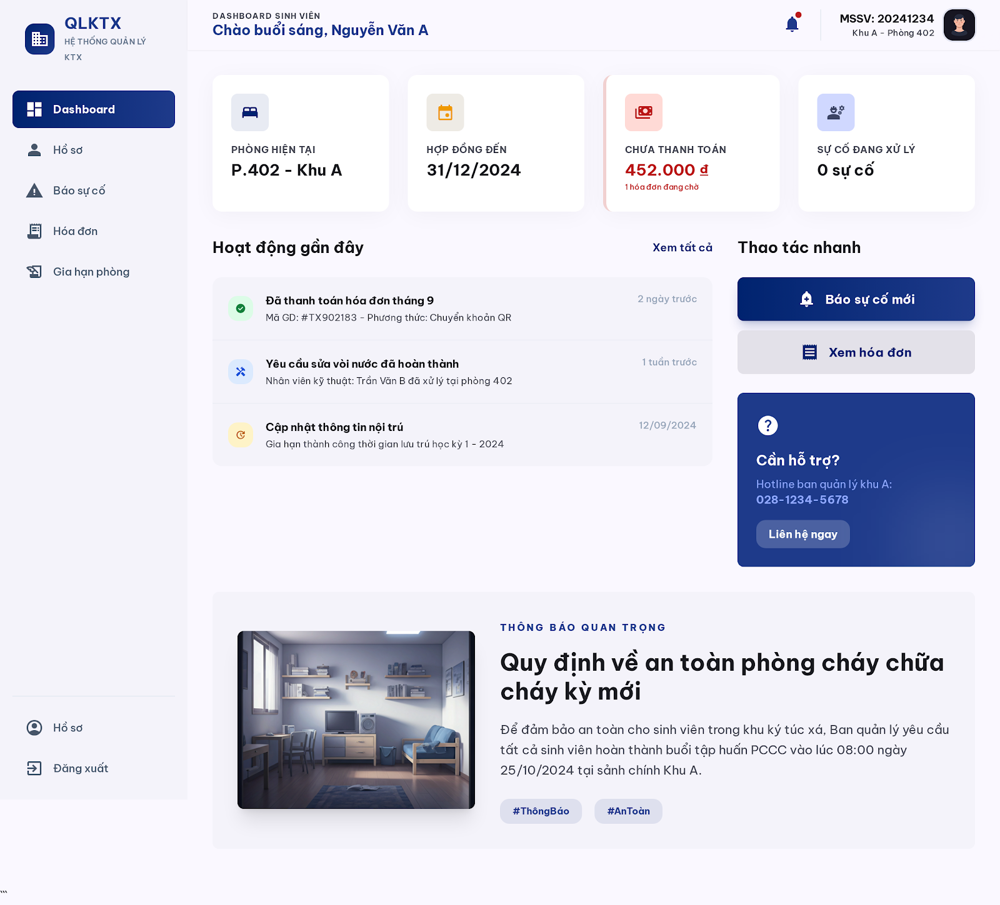 QLKTX
HỆ THỐNG QUẢN LÝ
KTX
Dashboard
Hồ sơ
Báo sự cố
Hóa đơn
Gia hạn phòng
Hồ sơ
Đăng xuất
DASHBOARD SINH VIÊN
Chào buổi sáng, Nguyễn Văn A
MSSV: 20241234
Khu A - Phòng 402
PHÒNG HIỆN TẠI
P.402 - Khu A
HỢP ĐỒNG ĐẾN
31/12/2024
CHƯA THANH TOÁN
452.000 ₫
1 hóa đơn đang chờ
SỰ CỐ ĐANG XỬ LÝ
0 sự cố
Hoạt động gần đây
Xem tất cả
Đã thanh toán hóa đơn tháng 9
2 ngày trước
Mã GD: #TX902183 - Phương thức: Chuyển khoản QR
Yêu cầu sửa vòi nước đã hoàn thành
1 tuần trước
Nhân viên kỹ thuật: Trần Văn B đã xử lý tại phòng 402
Cập nhật thông tin nội trú
12/09/2024
Gia hạn thành công thời gian lưu trú học kỳ 1 - 2024
Thao tác nhanh
Báo sự cố mới
Xem hóa đơn
Cần hỗ trợ?
Hotline ban quản lý khu A:
028-1234-5678
Liên hệ ngay
THÔNG BÁO QUAN TRỌNG
Quy định về an toàn phòng cháy chữa
cháy kỳ mới
Để đảm bảo an toàn cho sinh viên trong khu ký túc xá, Ban quản lý yêu cầu
tất cả sinh viên hoàn thành buổi tập huấn PCCC vào lúc 08:00 ngày
25/10/2024 tại sảnh chính Khu A.
#ThôngBáo
#AnToàn
```